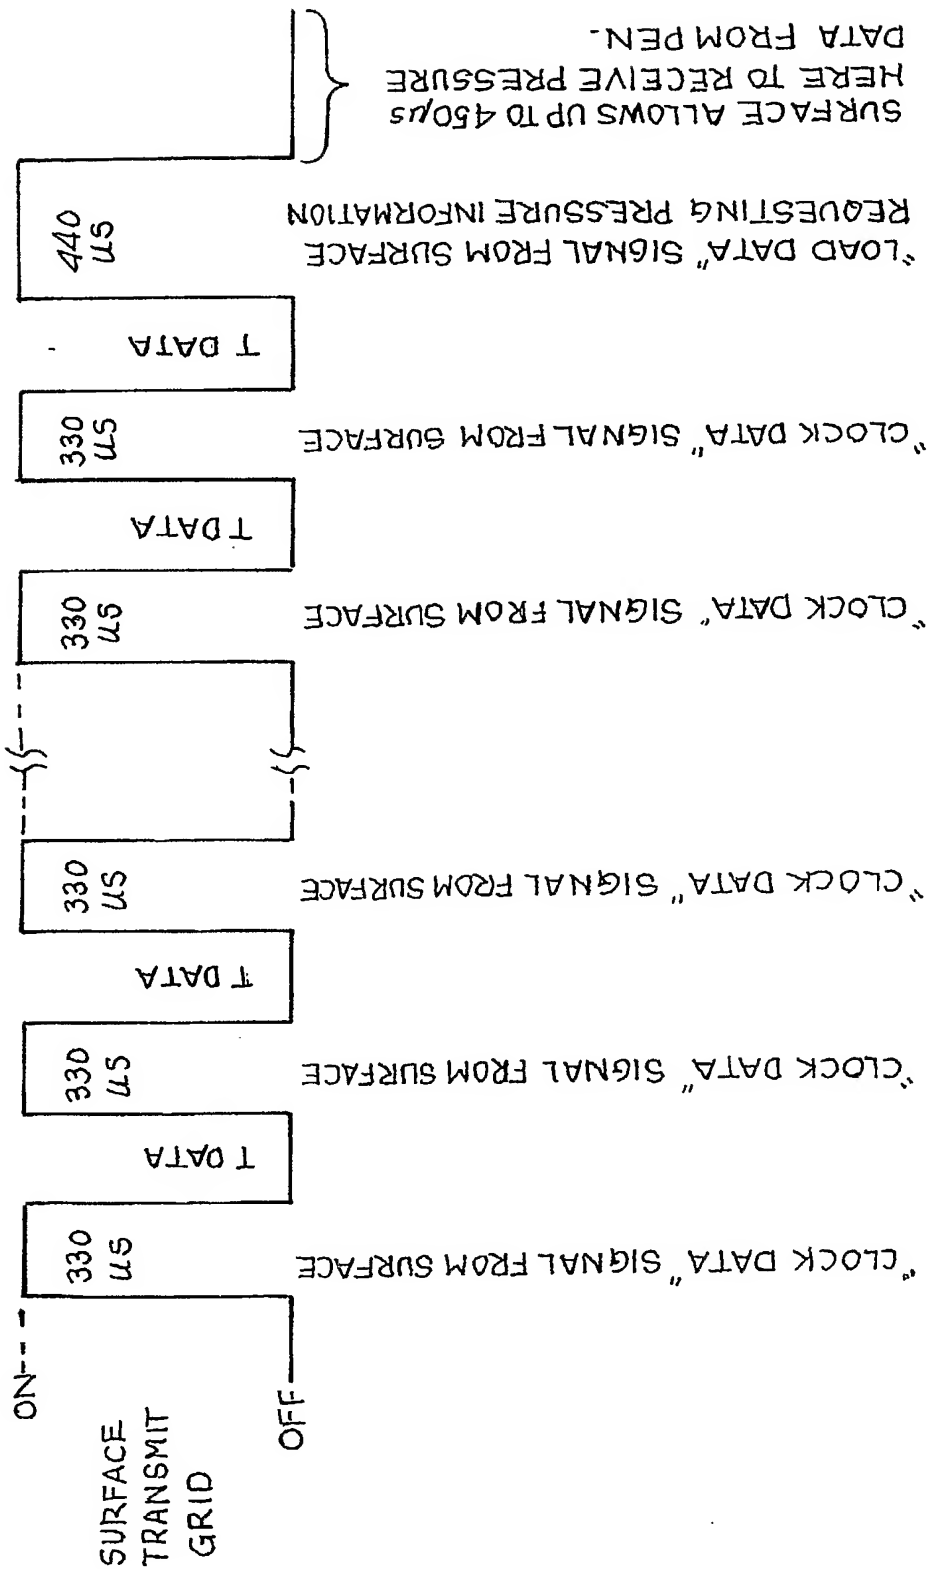 SURFACE
TRANSMIT
GRID
ON
OFF
330
US
T DATA
330
US
T DATA
330
US
330
US
T DATA
330
US
T DATA
440
US
"CLOCK DATA" SIGNAL FROM SURFACE
"CLOCK DATA" SIGNAL FROM SURFACE
"CLOCK DATA" SIGNAL FROM SURFACE
"CLOCK DATA" SIGNAL FROM SURFACE
"CLOCK DATA" SIGNAL FROM SURFACE
"LOAD DATA" SIGNAL FROM SURFACE
REQUESTING PRESSURE INFORMATION
SURFACE ALLOWS UP TO 450µs
HERE TO RECEIVE PRESSURE
DATA FROM PEN.